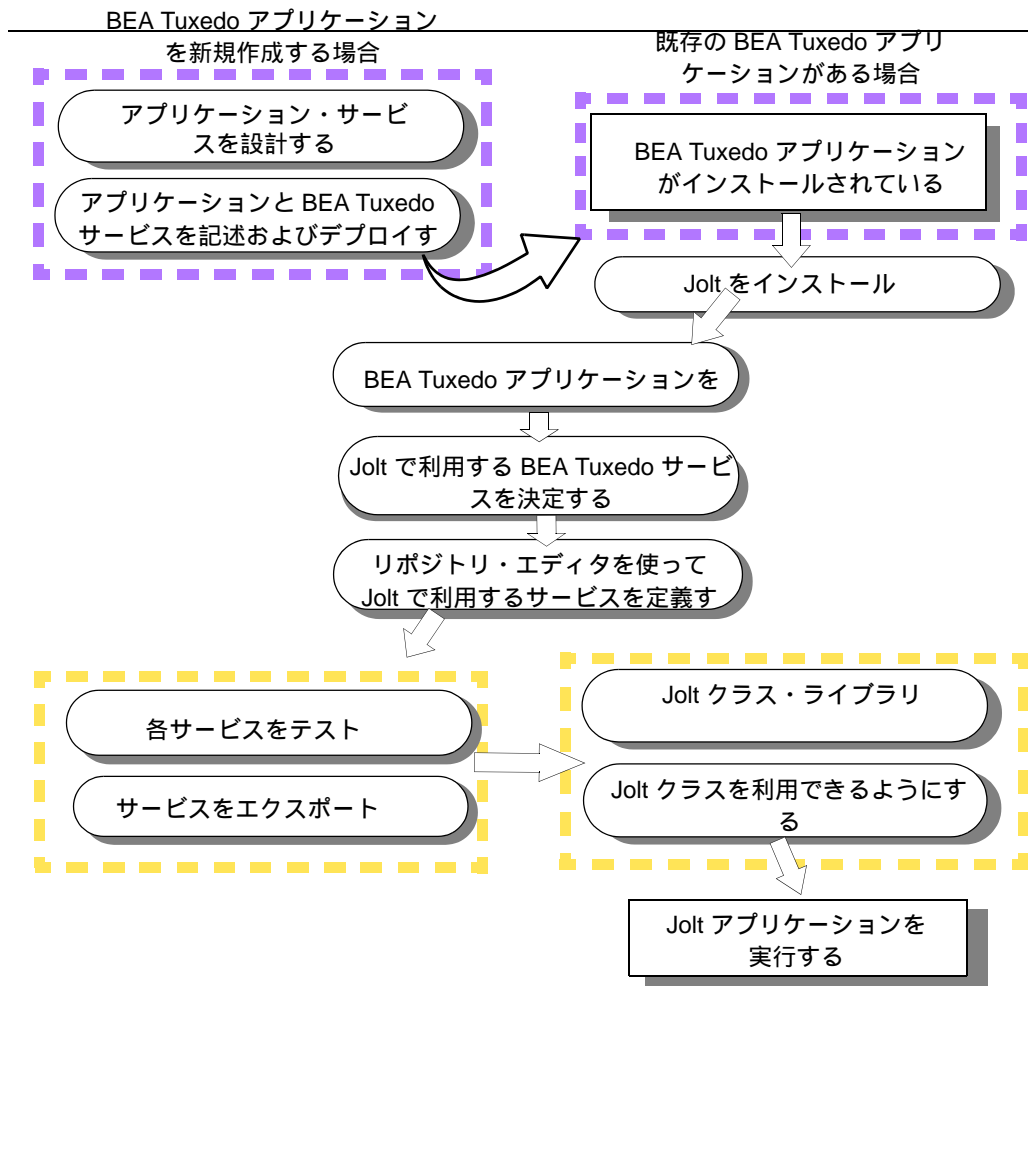 BEA Tuxedo アプリケーション
を新規作成する場合
既存の BEA Tuxedo アプリ
ケーションがある場合
アプリケーション・サービ
スを設計する
アプリケーションと BEA Tuxedo
サービスを記述およびデプロイす
BEA Tuxedo アプリケーション
がインストールされている
Jolt をインストール
BEA Tuxedo アプリケーションを
Jolt で利用する BEA Tuxedo サービ
スを決定する
リポジトリ・エディタを使って
Jolt で利用するサービスを定義す
各サービスをテスト
サービスをエクスポート
Jolt クラス・ライブラリ
Jolt クラスを利用できるようにす
る
Jolt アプリケーションを
実行する